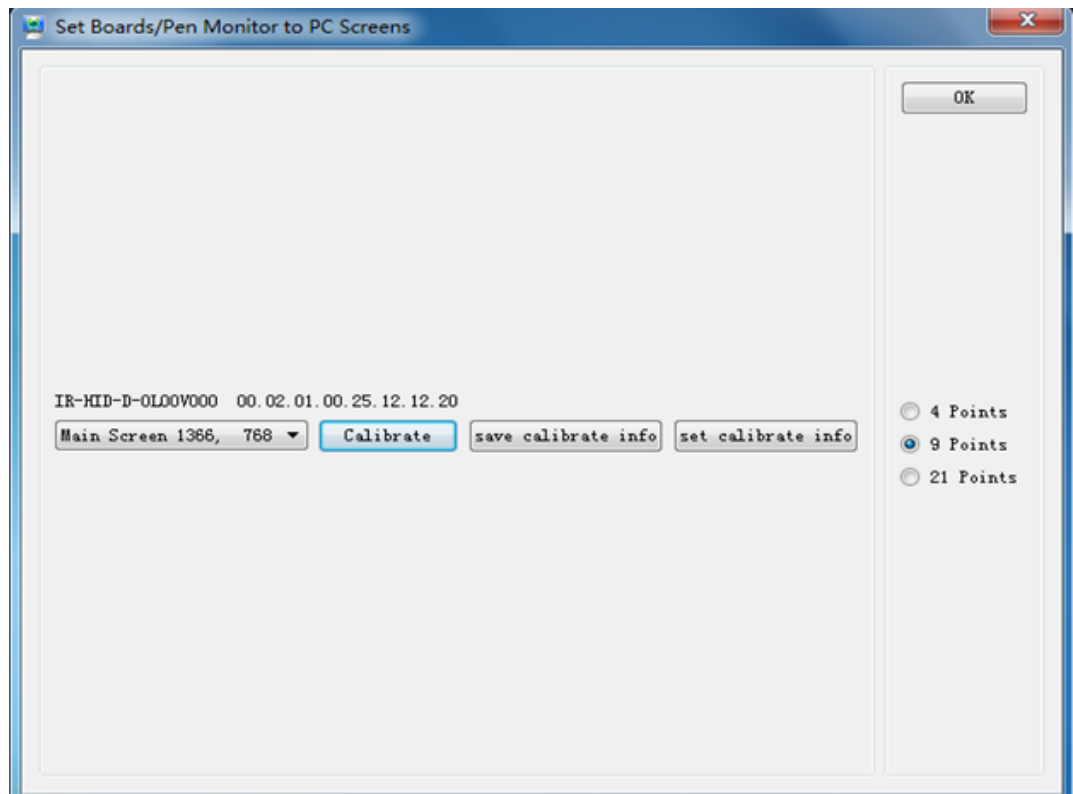 Set Boards/Pen Monitor to PC Screens
OK
IR-HID-D-OL00V000 00.02.01.00.25.12.12.20
Main Screen 1366, 768
Calibrate
save calibrate info
set calibrate info
4 Points
9 Points
21 Points